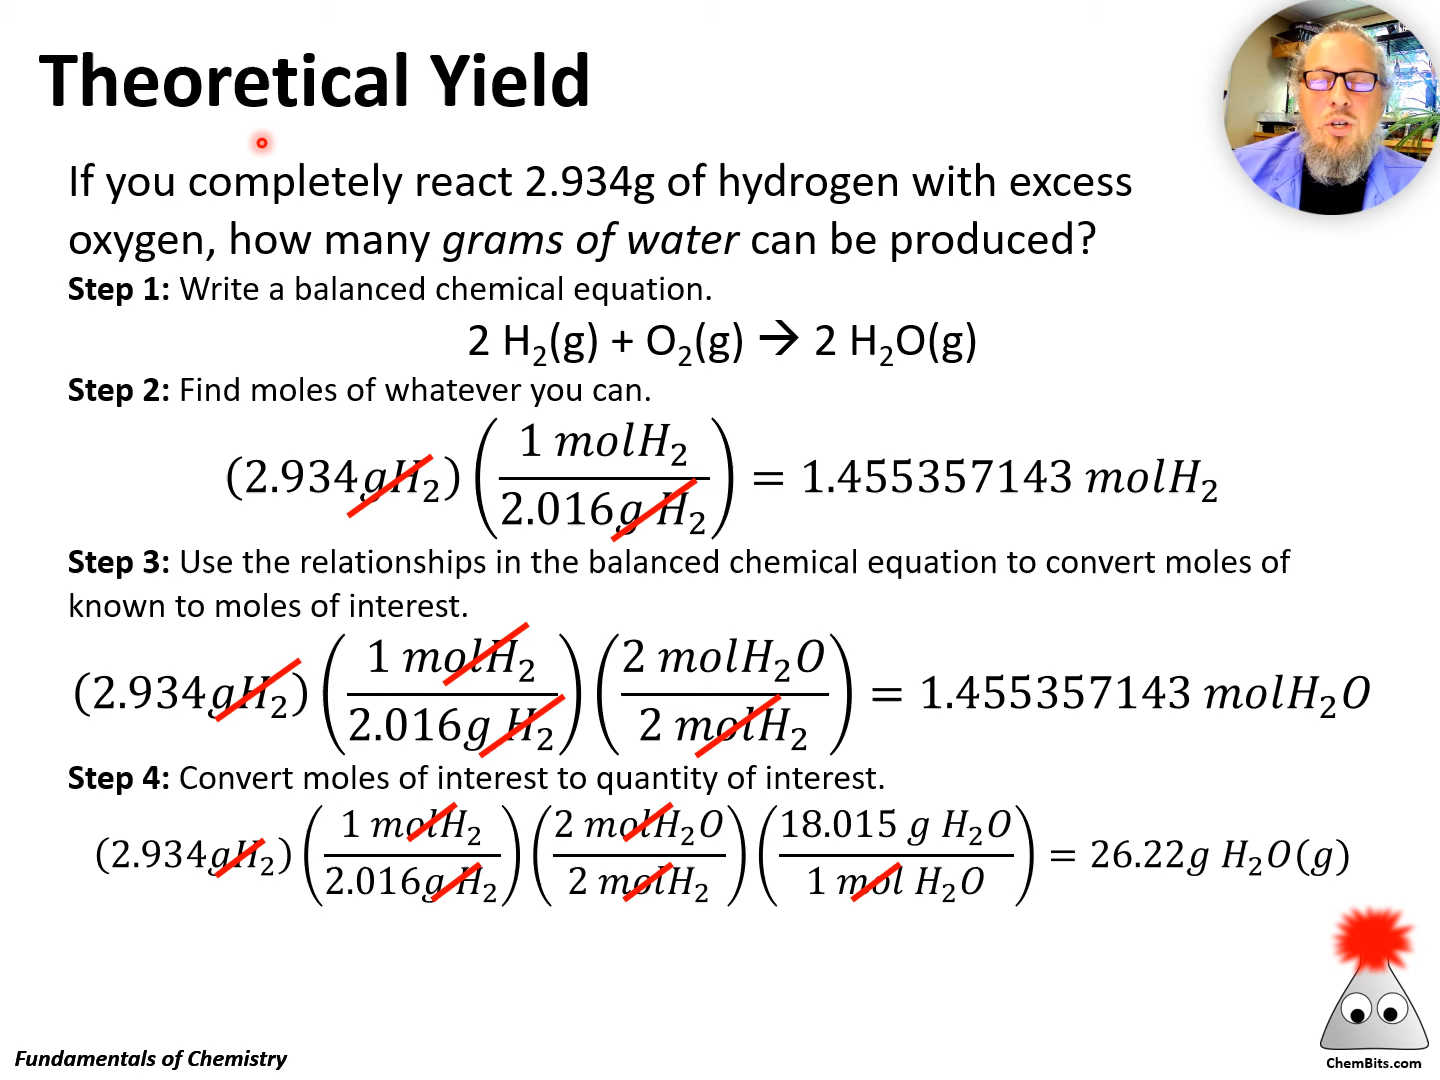 Theoretical Yield
If you completely react 2.934g of hydrogen with excess
oxygen, how many grams of water can be produced?
Step 1: Write a balanced chemical equation.
2 H₂(g) + O₂(g) → 2 H₂O(g)
Step 2: Find moles of whatever you can.
(2.934gH₂) (1 molH₂ / 2.016g H₂) = 1.455357143 molH₂
Step 3: Use the relationships in the balanced chemical equation to convert moles of
known to moles of interest.
(2.934gH₂) (1 molH₂ / 2.016g H₂) (2 molH₂O / 2 molH₂) = 1.455357143 molH₂O
Step 4: Convert moles of interest to quantity of interest.
(2.934gH₂) (1 molH₂ / 2.016g H₂) (2 molH₂O / 2 molH₂) (18.015 g H₂O / 1 mol H₂O) = 26.22g H₂O(g)
Fundamentals of Chemistry
ChemBits.com